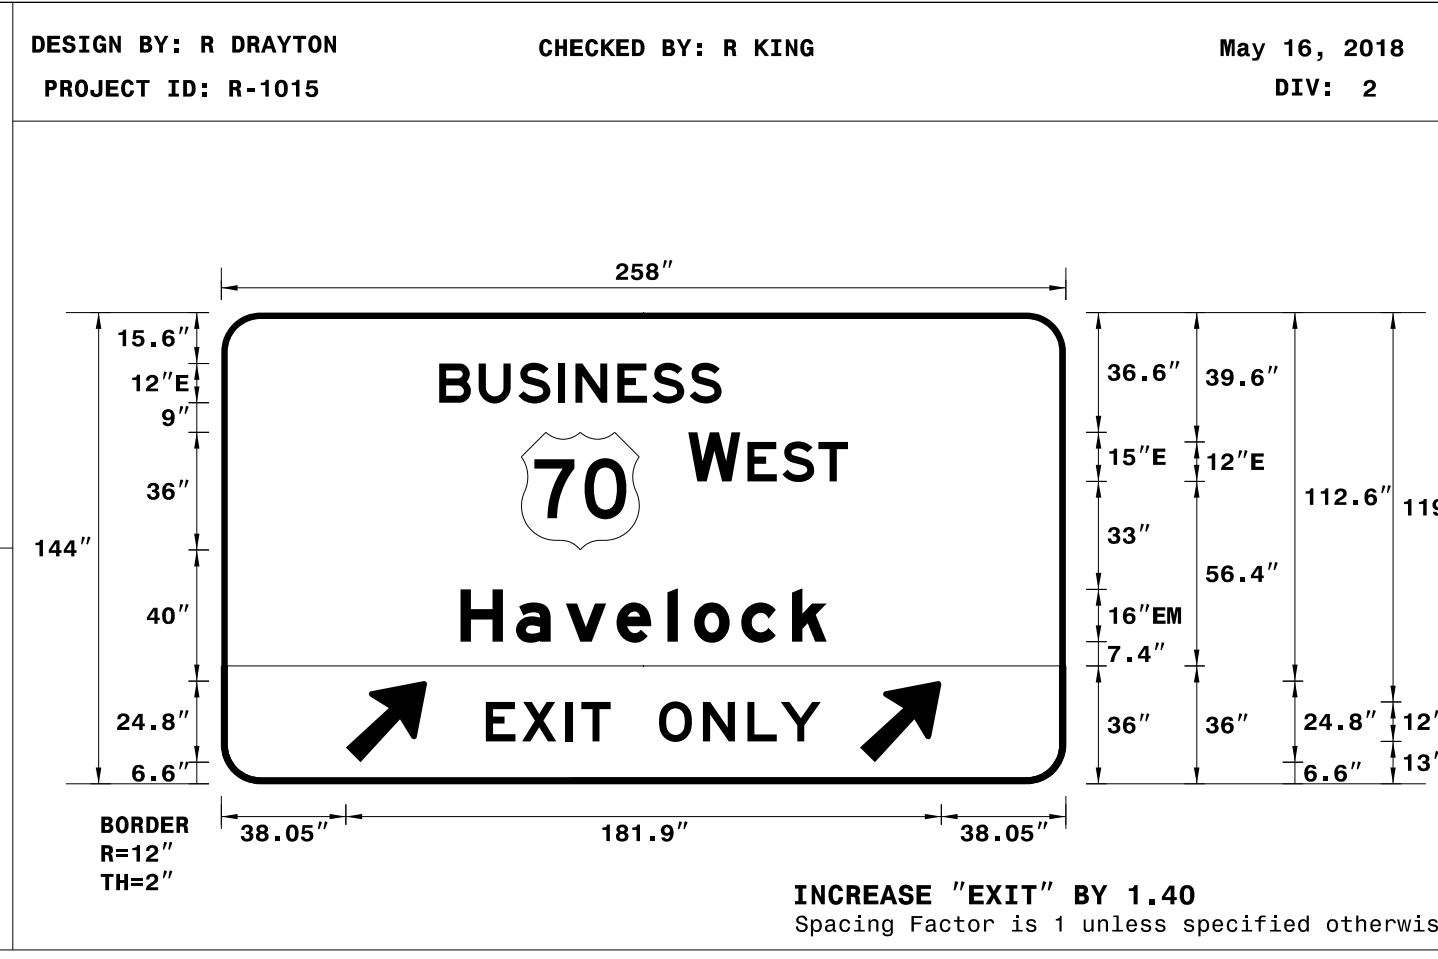 DESIGN BY: R DRAYTON
CHECKED BY: R KING
May 16, 2018
PROJECT ID: R-1015
DIV: 2
258"
15.6"
12"E
9"
36"
144"
40"
24.8"
6.6"
BUSINESS
70 WEST
Havelock
EXIT ONLY
36.6"
15"E
33"
16"EM
7.4"
36"
39.6"
12"E
56.4"
36"
112.6"
24.8"
6.6"
12"
13"
38.05"
181.9"
38.05"
BORDER
R=12"
TH=2"
INCREASE "EXIT" BY 1.40
Spacing Factor is 1 unless specified